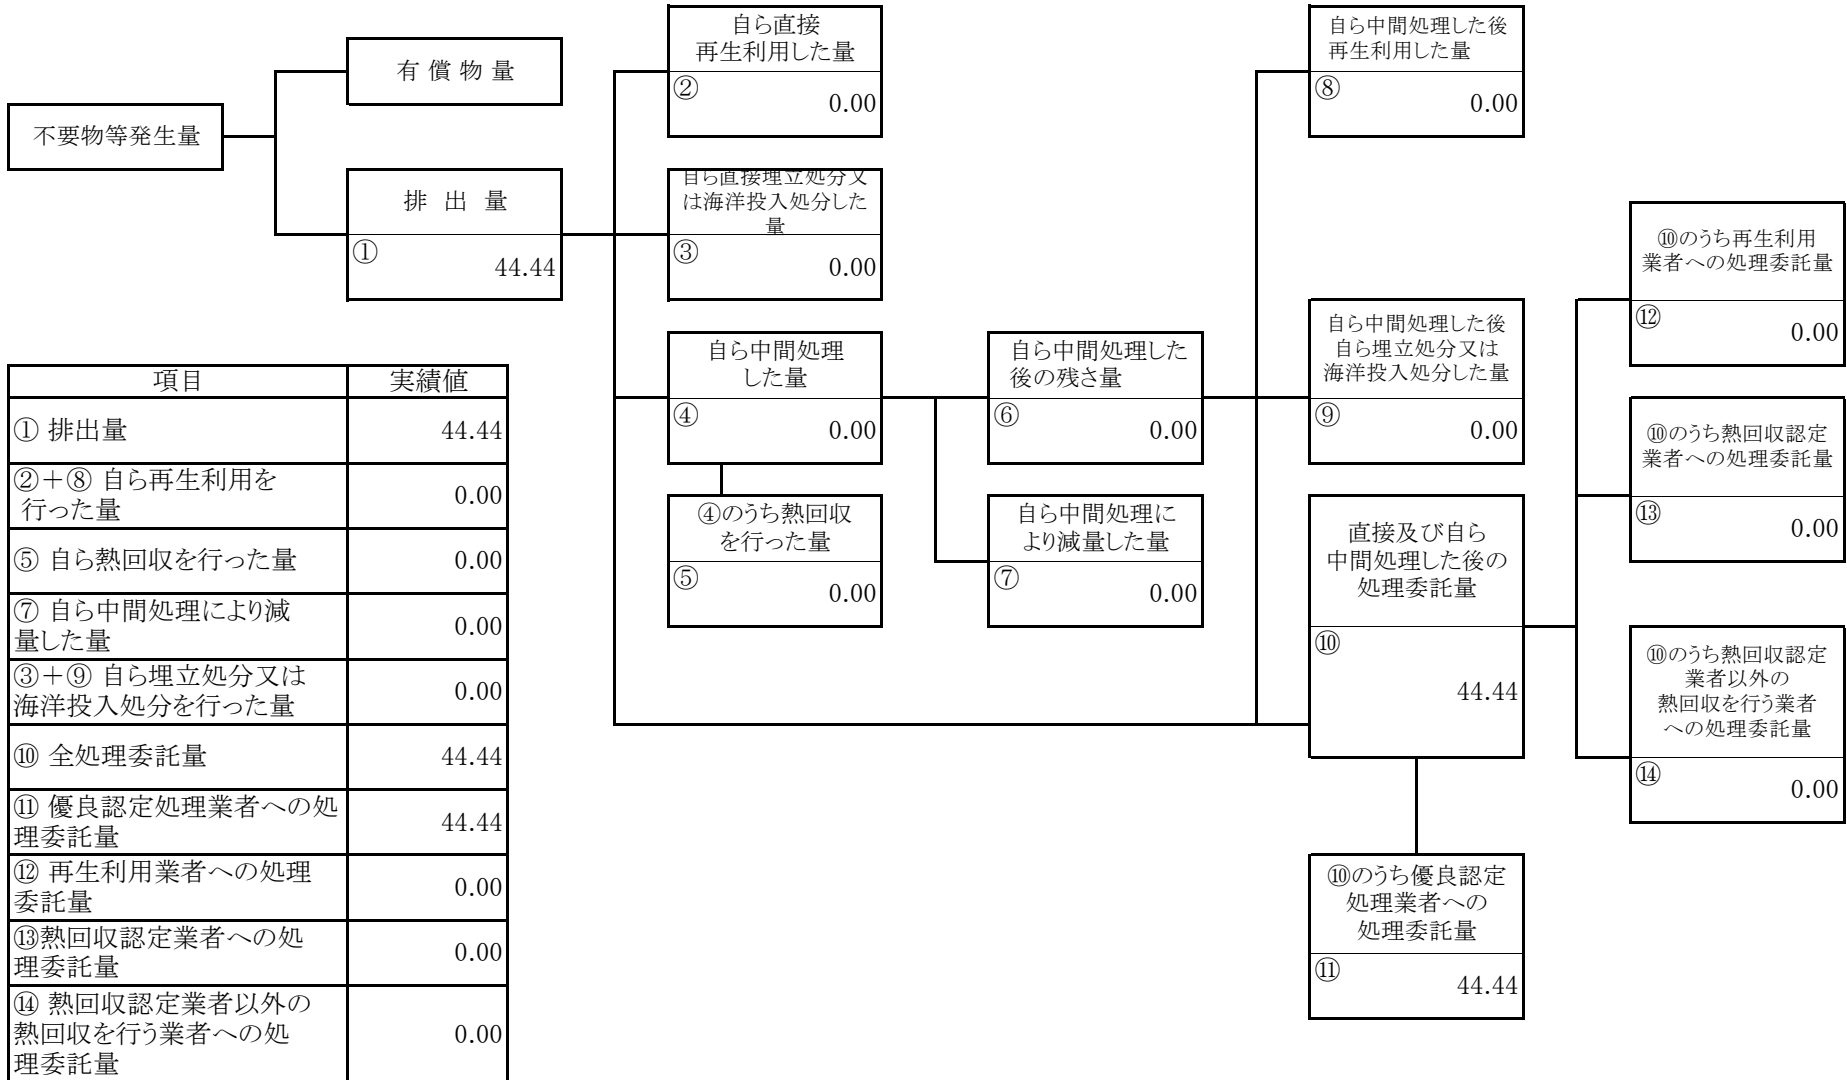 不要物等発生量
有 償 物 量
排 出 量
①
44.44
自ら直接
再生利用した量
②
0.00
自ら直接埋立処分又
は海洋投入処分した
量
③
0.00
自ら中間処理
した量
④
0.00
④のうち熱回収
を行った量
⑤
0.00
自ら中間処理した
後の残さ量
⑥
0.00
自ら中間処理に
より減量した量
⑦
0.00
自ら中間処理した後
再生利用した量
⑧
0.00
自ら中間処理した後
自ら埋立処分又は
海洋投入処分した量
⑨
0.00
直接及び自ら
中間処理した後の
処理委託量
⑩
44.44
⑩のうち優良認定
処理業者への
処理委託量
⑪
44.44
⑩のうち再生利用
業者への処理委託量
⑫
0.00
⑩のうち熱回収認定
業者への処理委託量
⑬
0.00
⑩のうち熱回収認定
業者以外の
熱回収を行う業者
への処理委託量
⑭
0.00
項目 実績値
① 排出量 44.44
②+⑧ 自ら再生利用を
行った量 0.00
⑤ 自ら熱回収を行った量 0.00
⑦ 自ら中間処理により減
量した量 0.00
③+⑨ 自ら埋立処分又は
海洋投入処分を行った量 0.00
⑩ 全処理委託量 44.44
⑪ 優良認定処理業者への処
理委託量 44.44
⑫ 再生利用業者への処理
委託量 0.00
⑬熱回収認定業者への処
理委託量 0.00
⑭ 熱回収認定業者以外の
熱回収を行う業者への処
理委託量 0.00